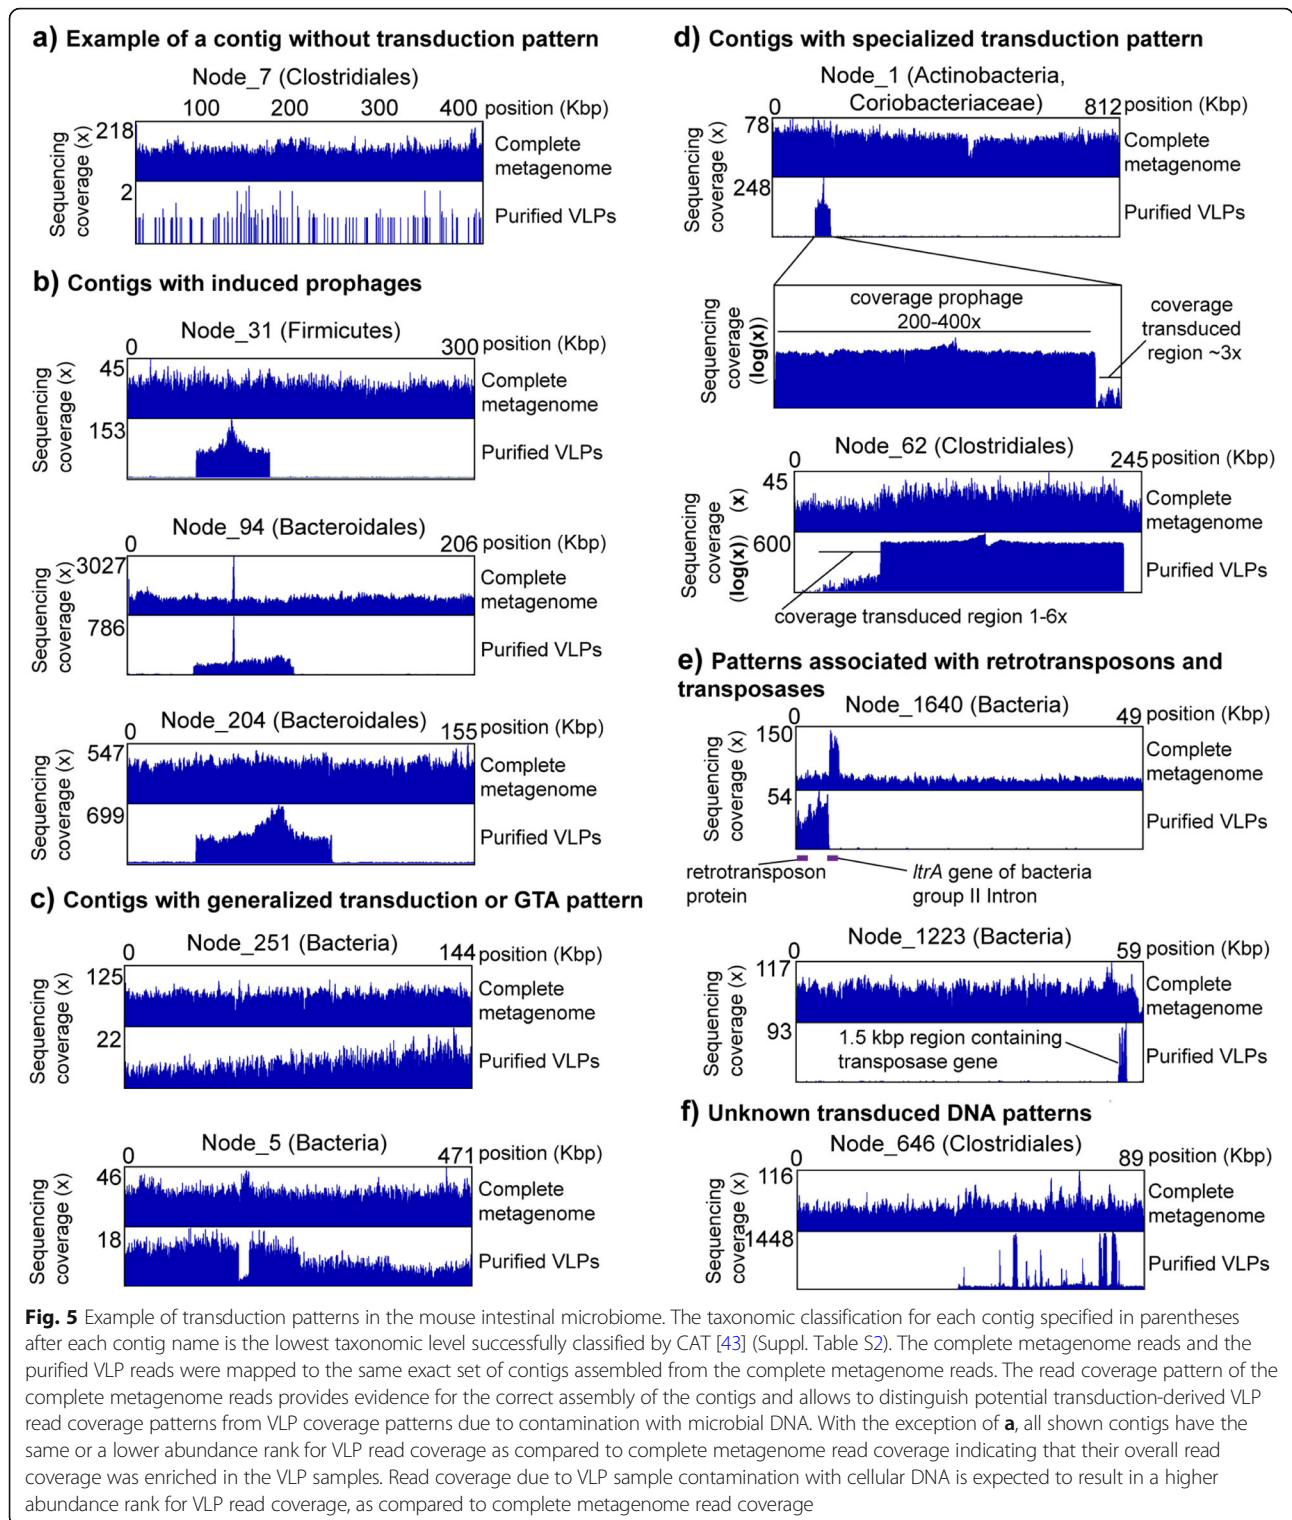 a) Example of a contig without transduction pattern
Node_7 (Clostridiales)
100 200 300 400 position (Kbp)
Sequencing coverage (x)
218
Complete metagenome
2
Purified VLPs
b) Contigs with induced prophages
Node_31 (Firmicutes)
0 300 position (Kbp)
Sequencing coverage (x)
45
Complete metagenome
153
Purified VLPs
Node_94 (Bacteroidales)
0 206 position (Kbp)
Sequencing coverage (x)
3027
Complete metagenome
786
Purified VLPs
Node_204 (Bacteroidales)
0 155 position (Kbp)
Sequencing coverage (x)
547
Complete metagenome
699
Purified VLPs
c) Contigs with generalized transduction or GTA pattern
Node_251 (Bacteria)
0 144 position (Kbp)
Sequencing coverage (x)
125
Complete metagenome
22
Purified VLPs
Node_5 (Bacteria)
0 471 position (Kbp)
Sequencing coverage (x)
46
Complete metagenome
18
Purified VLPs
d) Contigs with specialized transduction pattern
Node_1 (Actinobacteria, Coriobacteriaceae)
0 812 position (Kbp)
Sequencing coverage (x)
78
Complete metagenome
248
Purified VLPs
Sequencing coverage (log(x))
coverage prophage 200-400x
coverage transduced region ~3x
Node_62 (Clostridiales)
0 245 position (Kbp)
Sequencing coverage (log(x)) (x)
45
Complete metagenome
600
Purified VLPs
coverage transduced region 1-6x
e) Patterns associated with retrotransposons and transposases
Node_1640 (Bacteria)
0 49 position (Kbp)
Sequencing coverage (x)
150
Complete metagenome
54
Purified VLPs
retrotransposon protein
ltrA gene of bacteria group II Intron
Node_1223 (Bacteria)
0 59 position (Kbp)
Sequencing coverage (x)
117
Complete metagenome
93
1.5 kbp region containing transposase gene
Purified VLPs
f) Unknown transduced DNA patterns
Node_646 (Clostridiales)
0 89 position (Kbp)
Sequencing coverage (x)
116
Complete metagenome
1448
Purified VLPs
Fig. 5 Example of transduction patterns in the mouse intestinal microbiome. The taxonomic classification for each contig specified in parentheses
after each contig name is the lowest taxonomic level successfully classified by CAT [43] (Suppl. Table S2). The complete metagenome reads and the
purified VLP reads were mapped to the same exact set of contigs assembled from the complete metagenome reads. The read coverage pattern of the
complete metagenome reads provides evidence for the correct assembly of the contigs and allows to distinguish potential transduction-derived VLP
read coverage patterns from VLP coverage patterns due to contamination with microbial DNA. With the exception of a, all shown contigs have the
same or a lower abundance rank for VLP read coverage as compared to complete metagenome read coverage indicating that their overall read
coverage was enriched in the VLP samples. Read coverage due to VLP sample contamination with cellular DNA is expected to result in a higher
abundance rank for VLP read coverage, as compared to complete metagenome read coverage